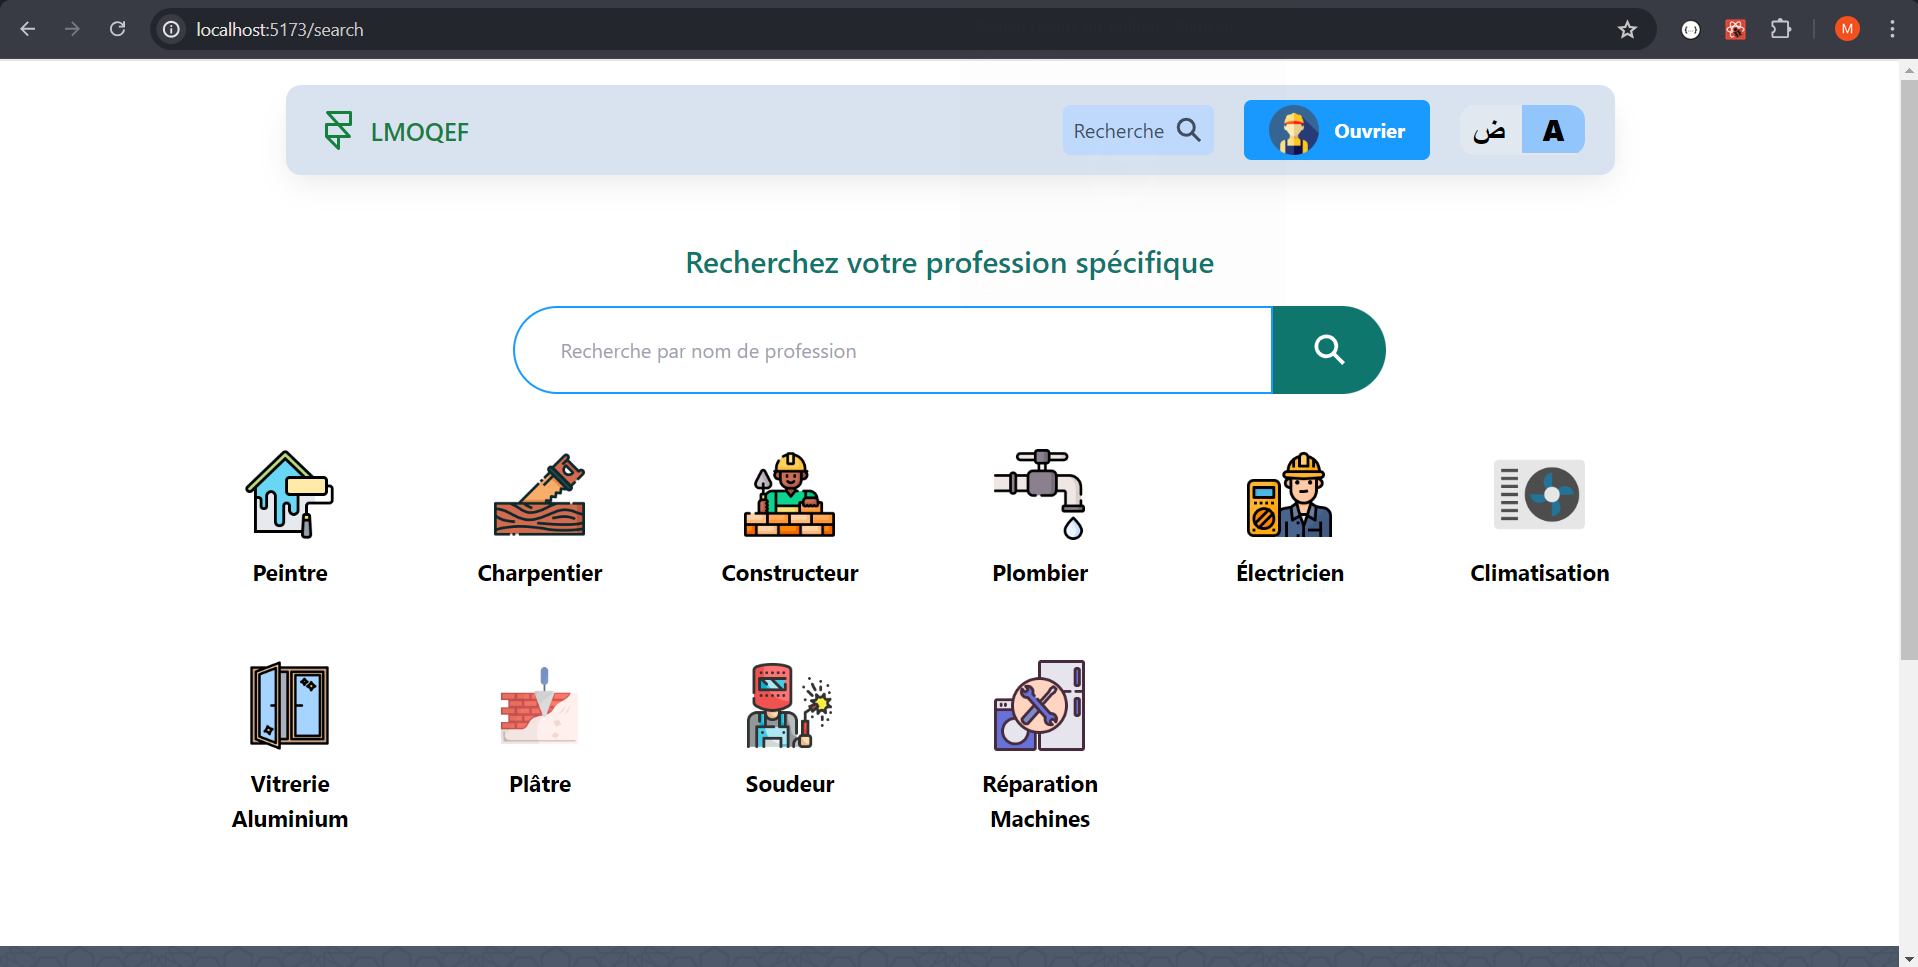 localhost:5173/search
M
LMOQEF
Recherche
Ouvrier
ض
A
Recherchez votre profession spécifique
Recherche par nom de profession
Peintre
Charpentier
Constructeur
Plombier
Électricien
Climatisation
Vitrerie
Aluminium
Plâtre
Soudeur
Réparation
Machines